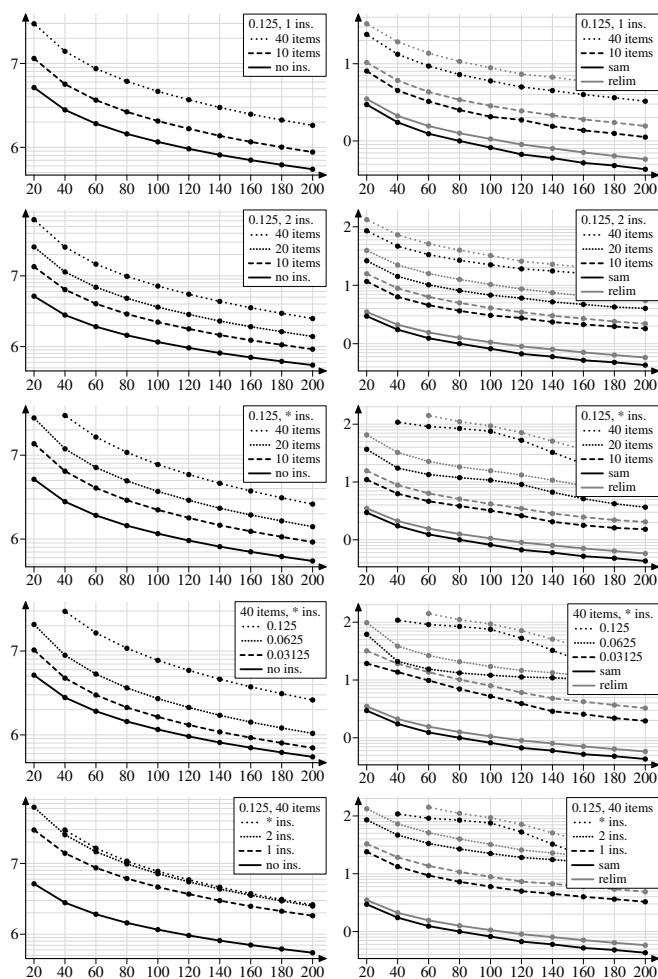 0.125, 1 ins.
40 items
10 items
no ins.
7
6
20 40 60 80 100 120 140 160 180 200
0.125, 1 ins.
40 items
10 items
sam
relim
1
0
20 40 60 80 100 120 140 160 180 200
0.125, 2 ins.
40 items
20 items
10 items
no ins.
7
6
20 40 60 80 100 120 140 160 180 200
0.125, 2 ins.
40 items
20 items
10 items
sam
relim
2
1
0
20 40 60 80 100 120 140 160 180 200
0.125, * ins.
40 items
20 items
10 items
no ins.
7
6
20 40 60 80 100 120 140 160 180 200
0.125, * ins.
40 items
20 items
10 items
sam
relim
2
1
0
20 40 60 80 100 120 140 160 180 200
40 items, * ins.
0.125
0.0625
0.03125
no ins.
7
6
20 40 60 80 100 120 140 160 180 200
40 items, * ins.
0.125
0.0625
0.03125
sam
relim
2
1
0
20 40 60 80 100 120 140 160 180 200
0.125, 40 items
* ins.
2 ins.
1 ins.
no ins.
7
6
20 40 60 80 100 120 140 160 180 200
0.125, 40 items
* ins.
2 ins.
1 ins.
sam
relim
2
1
0
20 40 60 80 100 120 140 160 180 200